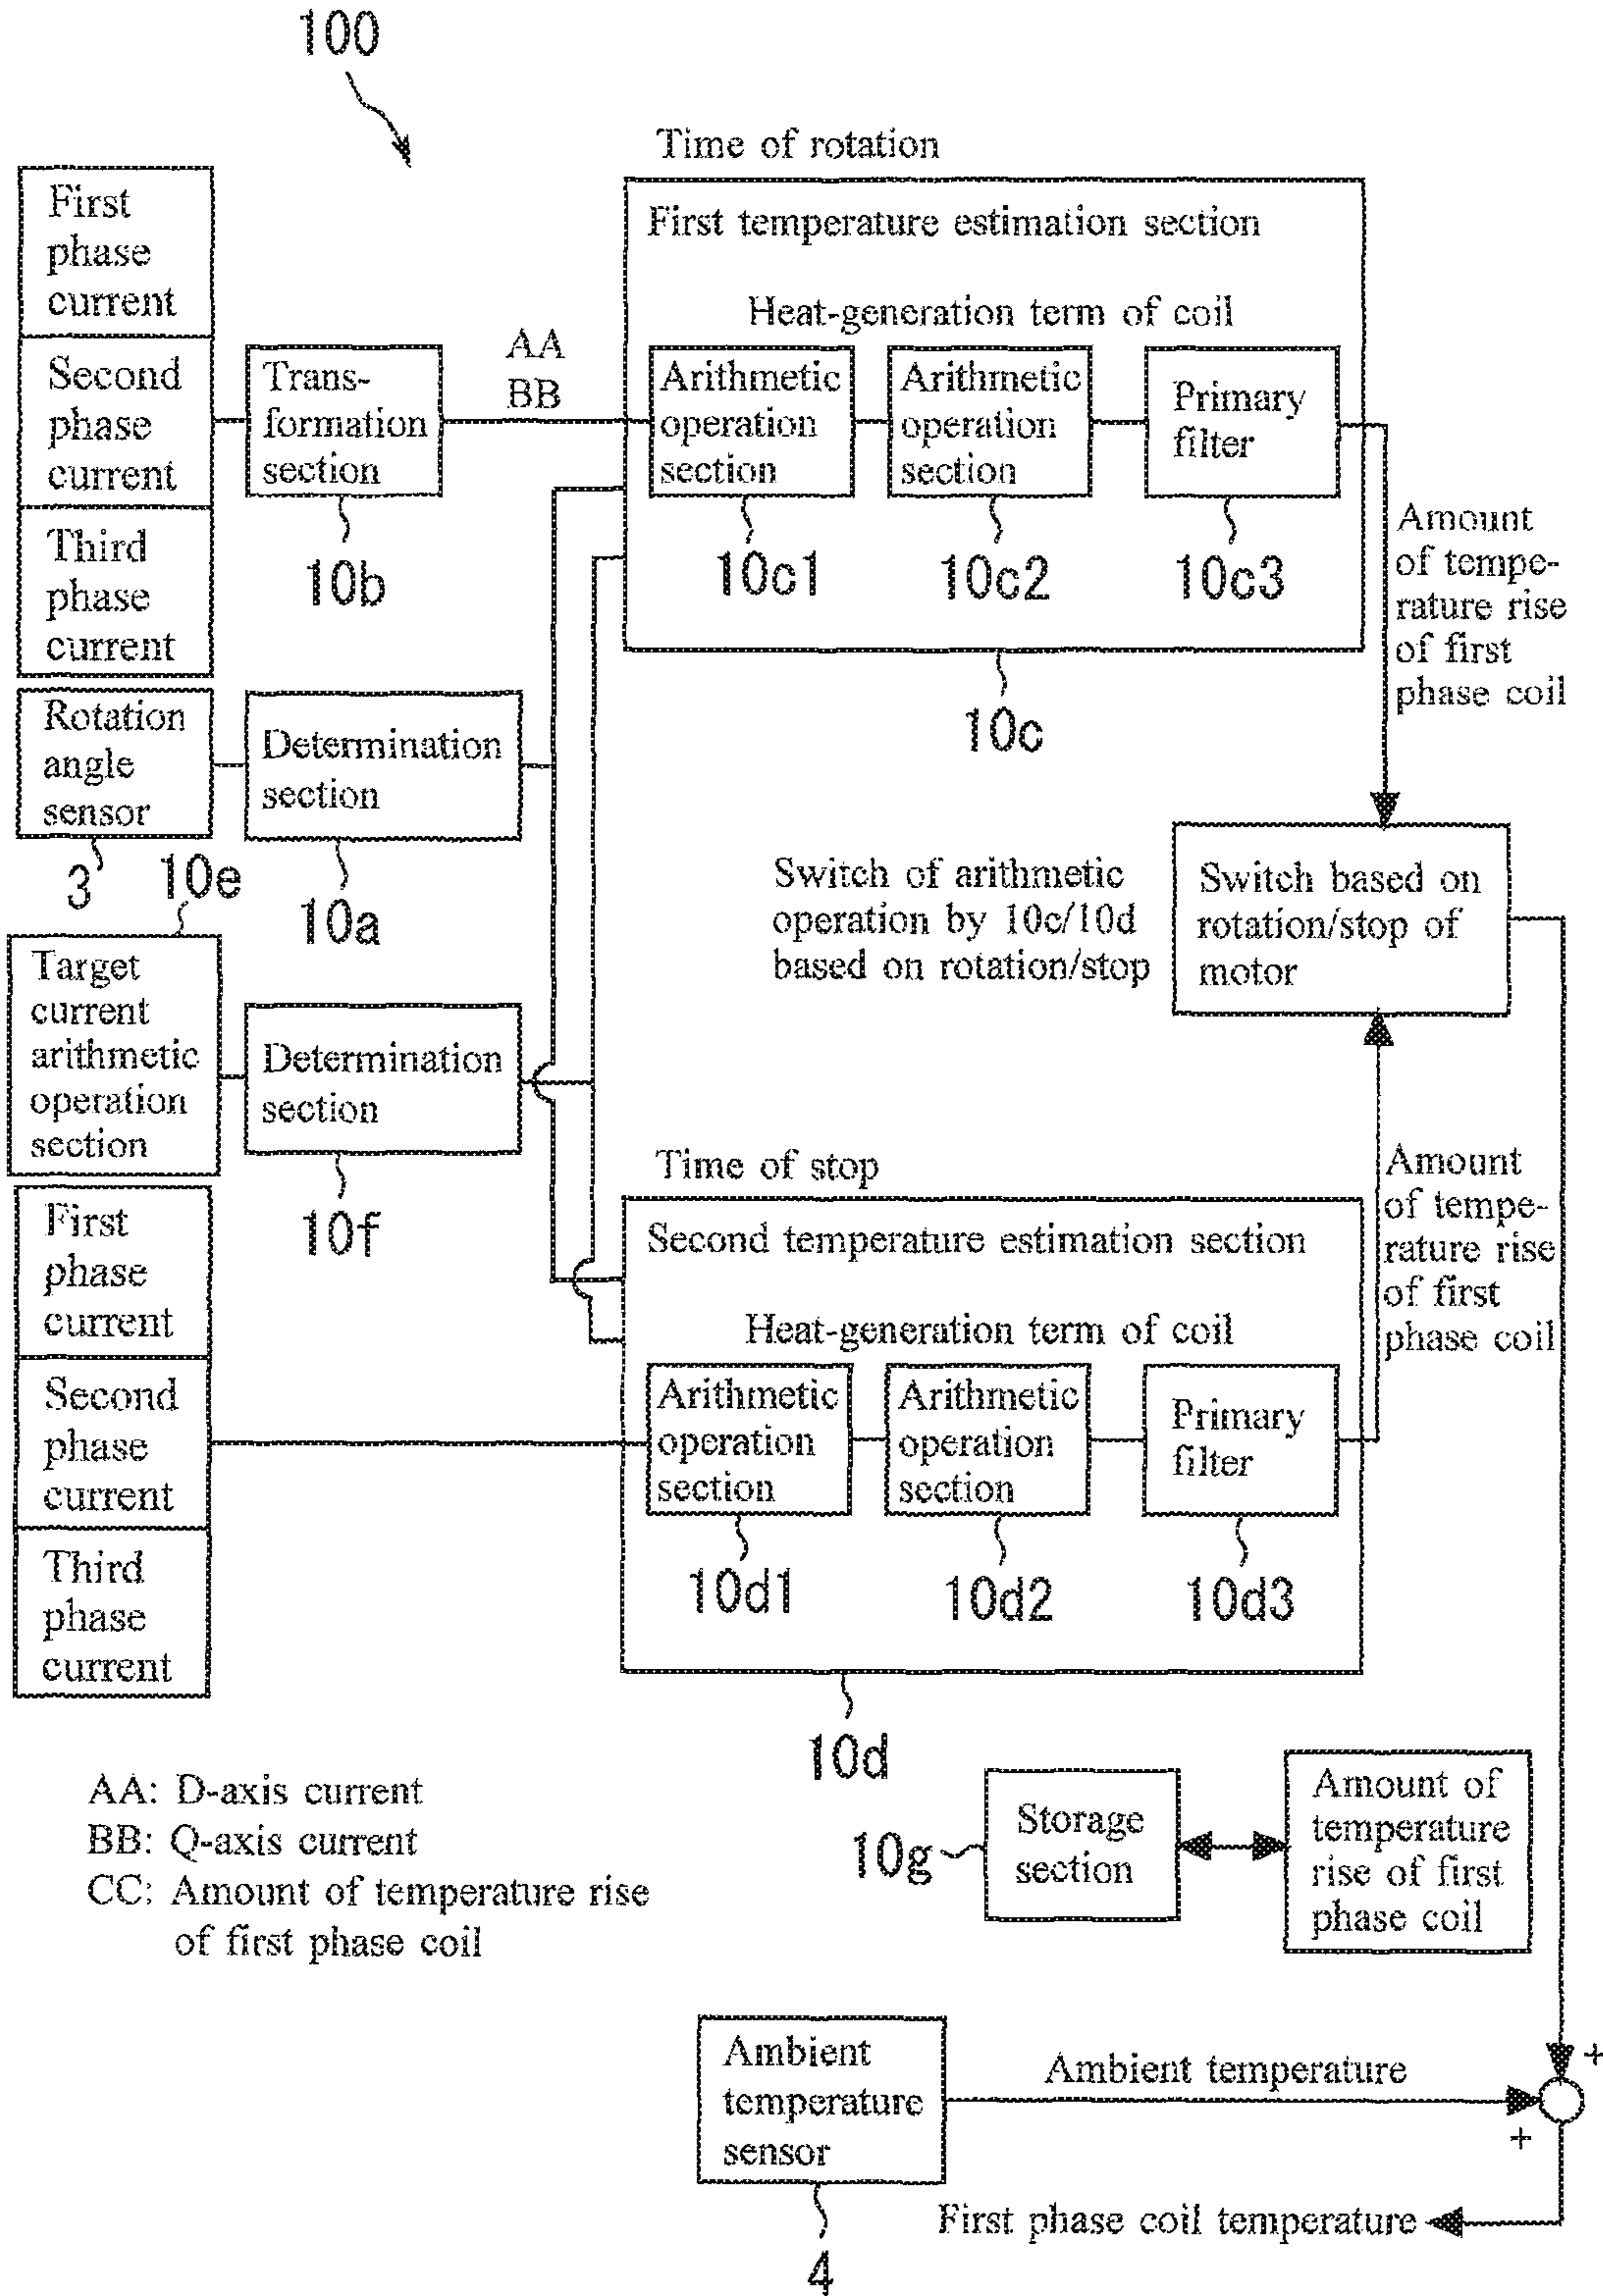 100
Time of rotation
First
phase
current
Second
phase
current
Third
phase
current
Trans-
formation
section
10b
AA
BB
First temperature estimation section
Heat-generation term of coil
Arithmetic
operation
section
10c1
Arithmetic
operation
section
10c2
Primary
filter
10c3
10c
Amount
of tempe-
rature rise
of first
phase coil
Rotation
angle
sensor
3
Determination
section
10a
10e
Target
current
arithmetic
operation
section
Determination
section
10f
Switch of arithmetic
operation by 10c/10d
based on rotation/stop
Switch based on
rotation/stop of
motor
Time of stop
First
phase
current
Second
phase
current
Third
phase
current
Second temperature estimation section
Heat-generation term of coil
Arithmetic
operation
section
10d1
Arithmetic
operation
section
10d2
Primary
filter
10d3
10d
Amount
of tempe-
rature rise
of first
phase coil
AA: D-axis current
BB: Q-axis current
CC: Amount of temperature rise
of first phase coil
10g
Storage
section
Amount of
temperature
rise of first
phase coil
Ambient
temperature
sensor
4
Ambient temperature
+
+
First phase coil temperature